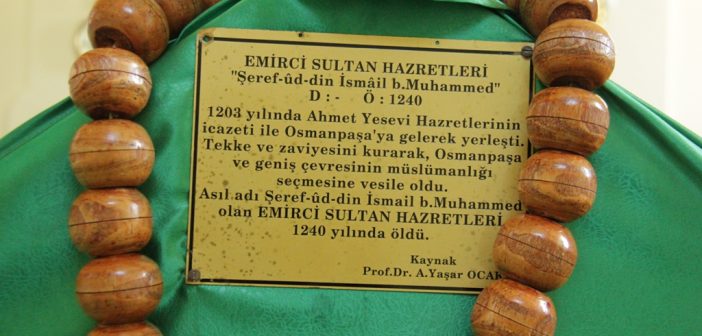 EMİRCİ SULTAN HAZRETLERİ
"Şeref-ûd-din İsmâil b.Muhammed"
D : - Ö : 1240
1203 yılında Ahmet Yesevi Hazretlerinin
icazeti ile Osmanpaşa'ya gelerek yerleşti.
Tekke ve zaviyesini kurarak, Osmanpaşa
ve geniş çevresinin müslümanlığı
seçmesine vesile oldu.
Asıl adı Şeref-ûd-din İsmail b.Muhammed
olan EMİRCİ SULTAN HAZRETLERİ
1240 yılında öldü.
Kaynak
Prof.Dr. A.Yaşar OCAK